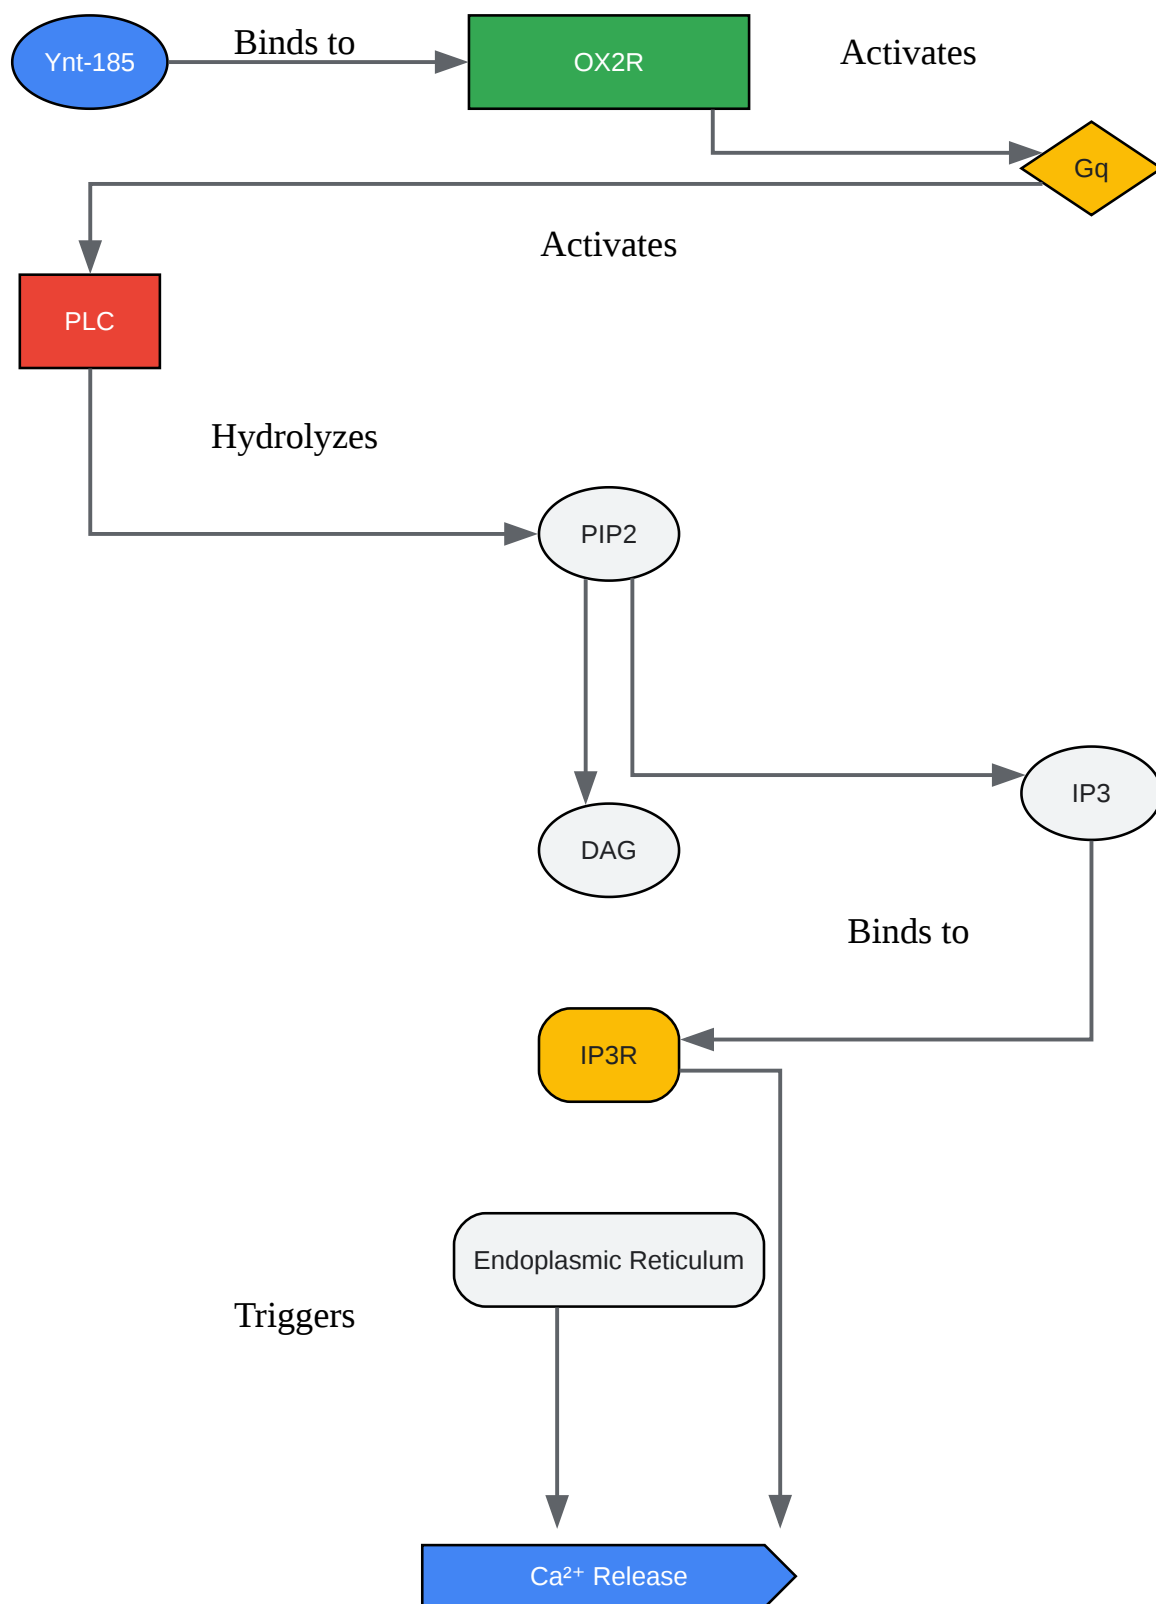 Ynt-185
Binds to
OX2R
Activates
Gq
Activates
PLC
Hydrolyzes
PIP2
IP3
DAG
Binds to
IP3R
Endoplasmic Reticulum
Triggers
Ca²⁺ Release